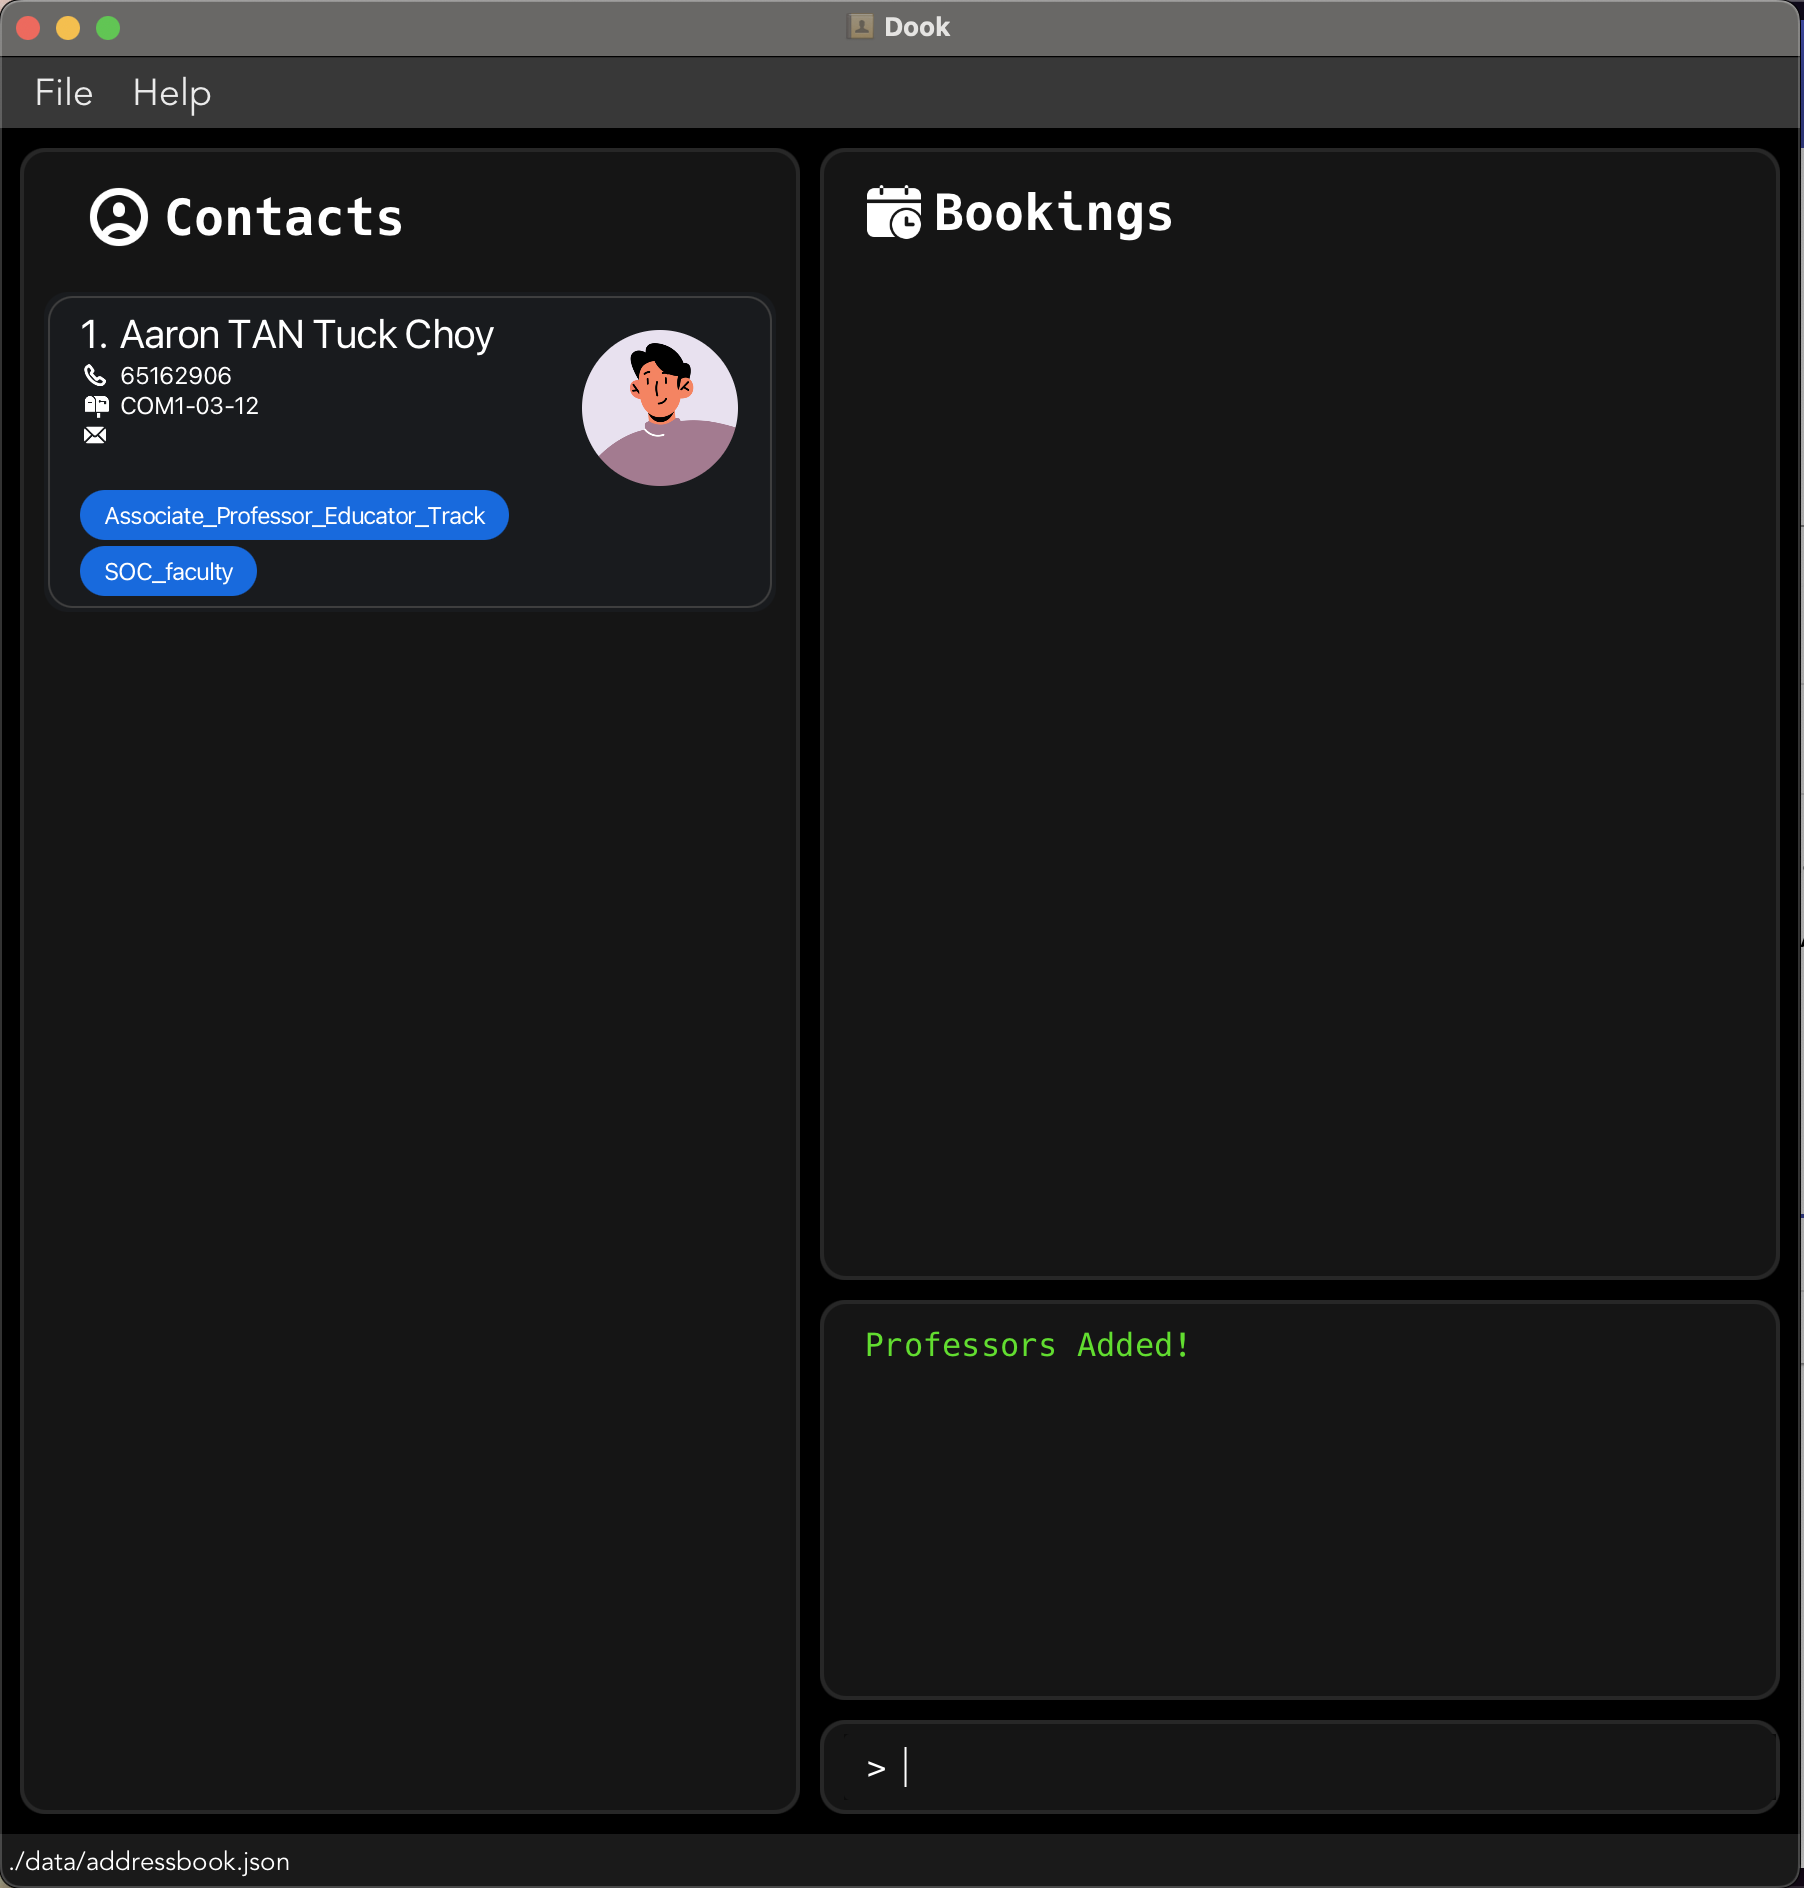 Dook
File Help
Contacts
1. Aaron TAN Tuck Choy
65162906
COM1-03-12
Associate_Professor_Educator_Track
SOC_faculty
Bookings
Professors Added!
>
./data/addressbook.json